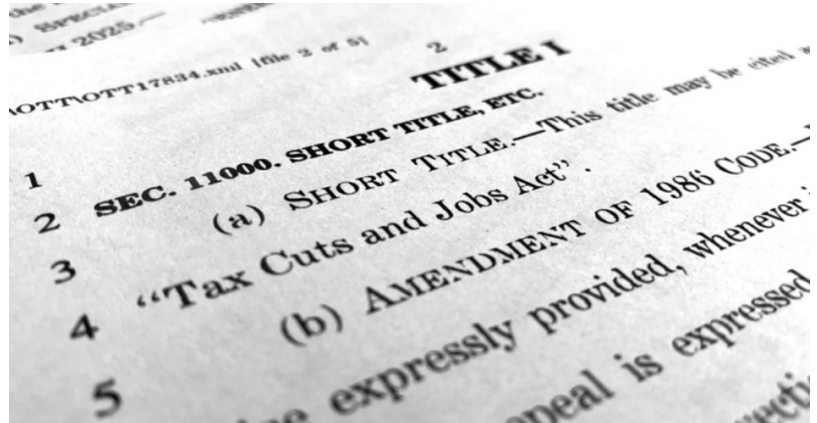 the
) SPECIA
2025.—
\OTT\OTT17834.xml [file 2 of 5]
2
TITLE I
1 SEC. 11000. SHORT TITLE, ETC.
2 (a) SHORT TITLE.—This title may be cited
3 “Tax Cuts and Jobs Act”.
4 (b) AMENDMENT OF 1986 CODE.—
5 expressly provided, whenever
is expressed